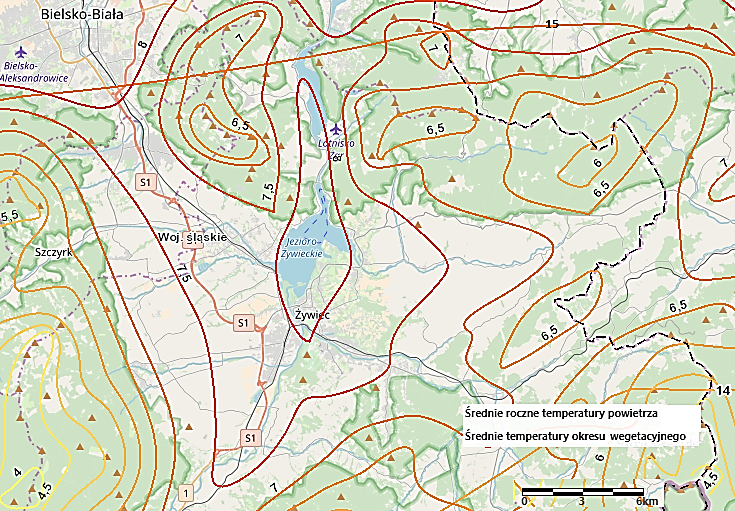 Bielsko-Biała
8
7
7
15
Bielsko-
Aleksandrowice
6,5
6,5
Lotnisko
6
S1
7,5
6,5
7
5,5
Woj. śląskie
Jezioro
Żywieckie
Szczyrk
7,5
6,5
6,5
Żywiec
S1
14
Średnie roczne temperatury powietrza
Średnie temperatury okresu wegetacyjnego
S1
6
4
4,5
1
7
4,5
0 3 6km